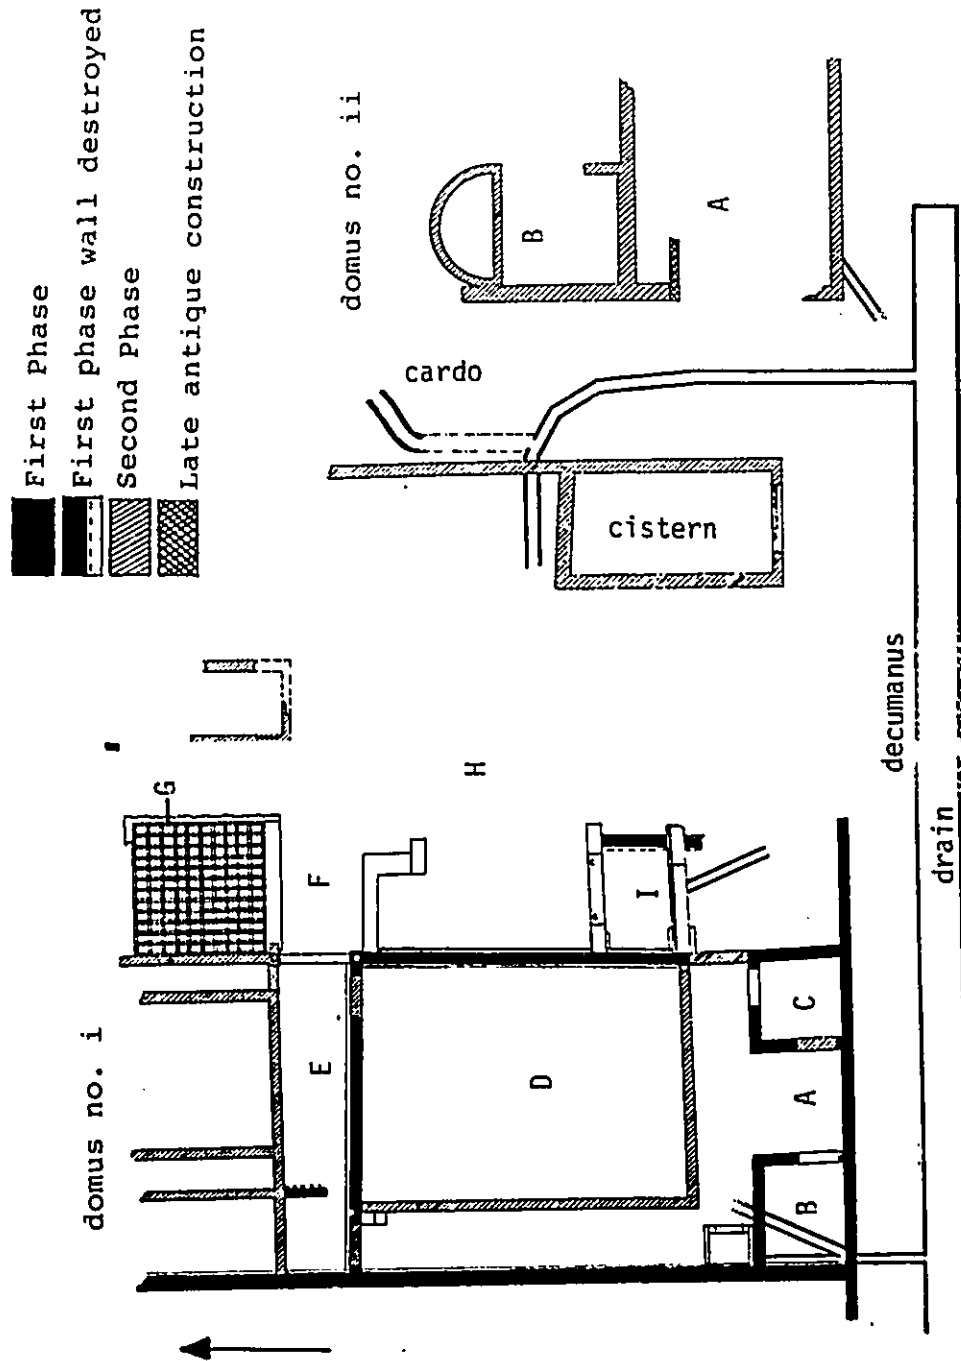 First Phase
First phase wall destroyed
Second Phase
Late antique construction
domus no. i
domus no. ii
G
F
E
D
H
I
C
A
B
cardo
cistern
B
A
decumanus
drain